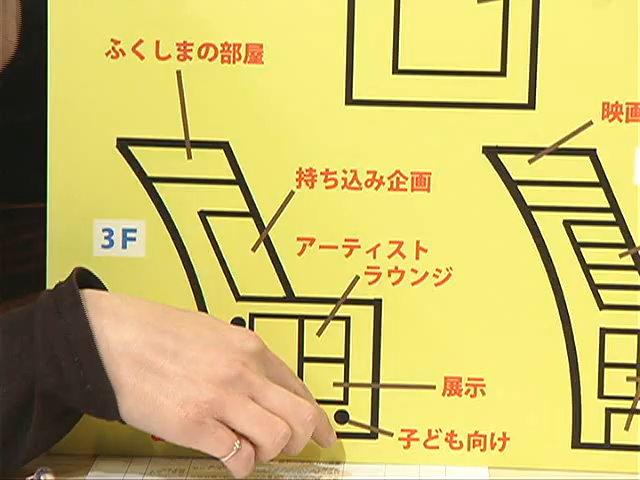 ふくしまの部屋
映画
持ち込み企画
3F
アーティスト
ラウンジ
展示
子ども向け